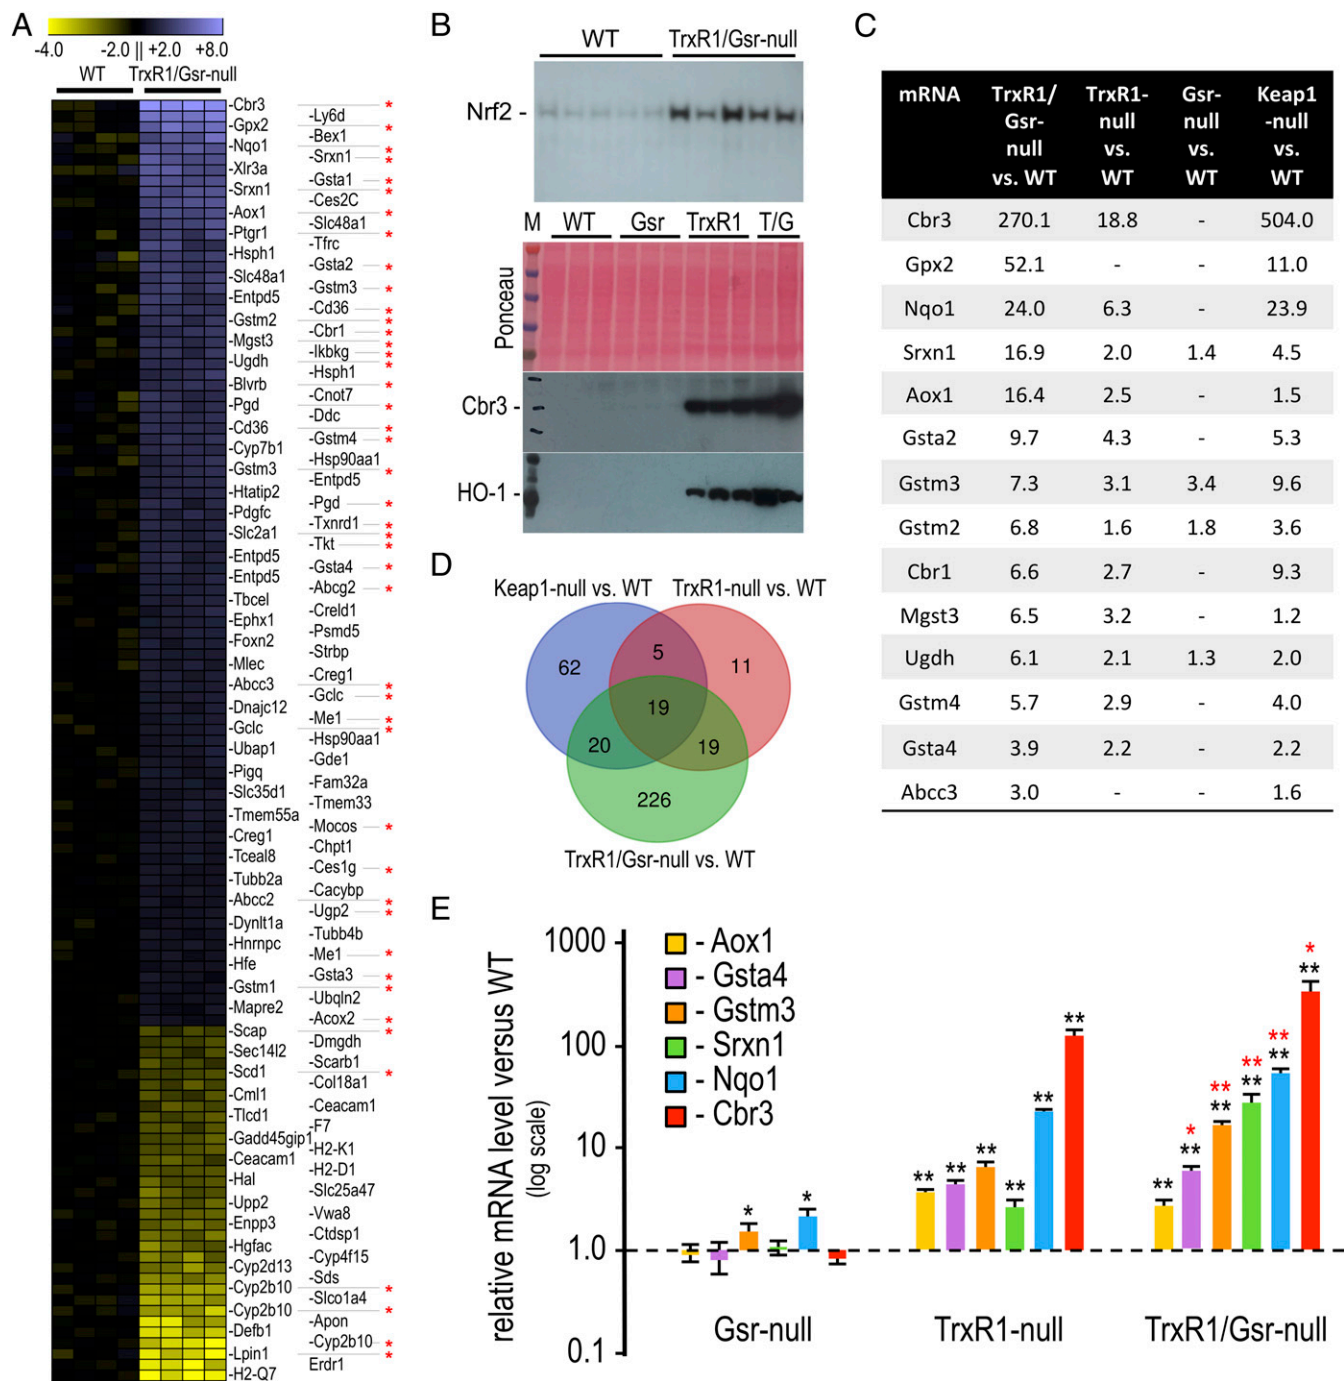 A
-4.0 -2.0 || +2.0 +8.0
WT TrxR1/Gsr-null
-Cbr3 *
-Ly6d
-Gpx2 *
-Bex1
-Nqo1 *
-Srxn1 *
-Xlr3a
-Gsta1 *
-Srxn1 *
-Ces2C
-Aox1 *
-Slc48a1
-Ptgr1 *
-Tfrc
-Hsph1
-Gsta2 *
-Slc48a1
-Gstm3 *
-Entpd5
-Cd36 *
-Gstm2 *
-Cbr1 *
-Mgst3 *
-Ikbkg *
-Ugdh *
-Hsph1
-Blvrb *
-Cnot7
-Pgd *
-Ddc
-Cd36 *
-Gstm4 *
-Cyp7b1
-Hsp90aa1
-Gstm3 *
-Entpd5
-Htatip2
-Pgd *
-Pdgfc
-Txnrd1 *
-Slc2a1 *
-Tkt *
-Entpd5
-Gsta4 *
-Entpd5
-Abcg2 *
-Tbcel
-Creld1
-Ephx1
-Psmd5
-Foxn2
-Strbp
-Mlec
-Creg1
-Abcc3 *
-Gclc *
-Dnajc12
-Me1 *
-Gclc *
-Hsp90aa1
-Ubap1
-Gde1
-Pigq
-Fam32a
-Slc35d1
-Tmem33
-Tmem55a
-Mocos *
-Creg1
-Chpt1
-Tceal8
-Ces1g *
-Tubb2a
-Cacybp
-Abcc2 *
-Ugp2 *
-Dynlt1a
-Tubb4b
-Hnrnpc
-Me1 *
-Hfe
-Gsta3 *
-Gstm1 *
-Ubqln2
-Mapre2
-Acox2 *
-Scap *
-Dmgdh
-Sec14l2
-Scarb1
-Scd1 *
-Col18a1
-Cml1
-Ceacam1
-Tlcd1
-F7
-Gadd45gip1
-H2-K1
-Ceacam1
-H2-D1
-Hal
-Slc25a47
-Upp2
-Vwa8
-Enpp3
-Ctdsp1
-Hgfac
-Cyp4f15
-Cyp2d13
-Sds
-Cyp2b10 *
-Slco1a4
-Cyp2b10 *
-Apon
-Defb1
-Cyp2b10 *
-Lpin1 *
Erdr1
-H2-Q7
B
WT TrxR1/Gsr-null
Nrf2 -
M WT Gsr TrxR1 T/G
Ponceau
Cbr3 -
HO-1 -
C
mRNA TrxR1/Gsr-null vs. WT TrxR1-null vs. WT Gsr-null vs. WT Keap1-null vs. WT
Cbr3 270.1 18.8 - 504.0
Gpx2 52.1 - - 11.0
Nqo1 24.0 6.3 - 23.9
Srxn1 16.9 2.0 1.4 4.5
Aox1 16.4 2.5 - 1.5
Gsta2 9.7 4.3 - 5.3
Gstm3 7.3 3.1 3.4 9.6
Gstm2 6.8 1.6 1.8 3.6
Cbr1 6.6 2.7 - 9.3
Mgst3 6.5 3.2 - 1.2
Ugdh 6.1 2.1 1.3 2.0
Gstm4 5.7 2.9 - 4.0
Gsta4 3.9 2.2 - 2.2
Abcc3 3.0 - - 1.6
D
Keap1-null vs. WT TrxR1-null vs. WT
62 5 11
19
20 19
226
TrxR1/Gsr-null vs. WT
E
relative mRNA level versus WT
(log scale)
1000
100
10
1.0
0.1
- Aox1
- Gsta4
- Gstm3
- Srxn1
- Nqo1
- Cbr3
* *
** ** ** ** ** **
** * ** ** ** ** ** ** ** * **
Gsr-null TrxR1-null TrxR1/Gsr-null